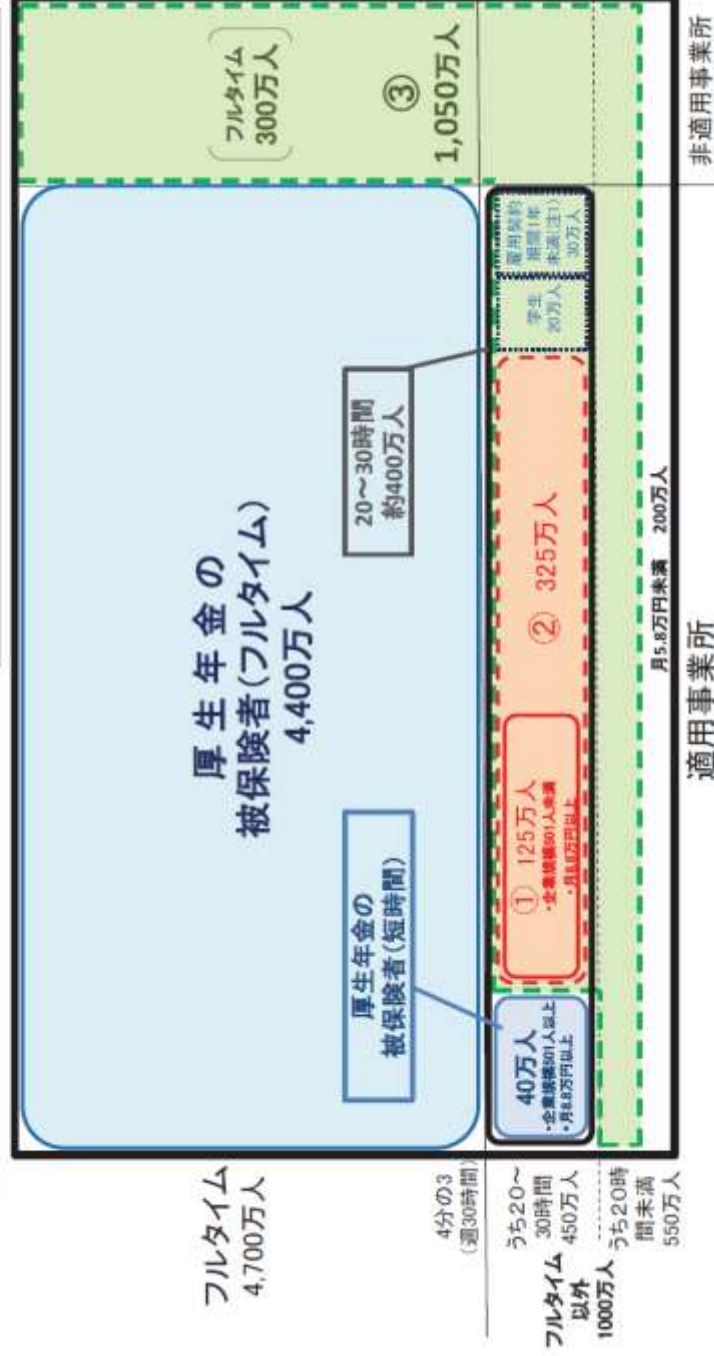 フルタイム
4,700万人
4分の3
(週30時間)
フルタイム
以外
1000万人
うち20～
30時間
450万人
うち20時
間未満
550万人
厚生年金の
被保険者(フルタイム)
4,400万人
厚生年金の
被保険者(短時間)
20～30時間
約400万人
フルタイム
300万人
③
1,050万人
40万人
・企業規模501人以上
・月8.8万円以上
① 125万人
・企業規模501人未満
・月8.8万円以上
② 325万人
学生
20万人
雇用契約
期間1年
未満(注1)
30万人
月5.8万円未満 200万人
適用事業所
非適用事業所